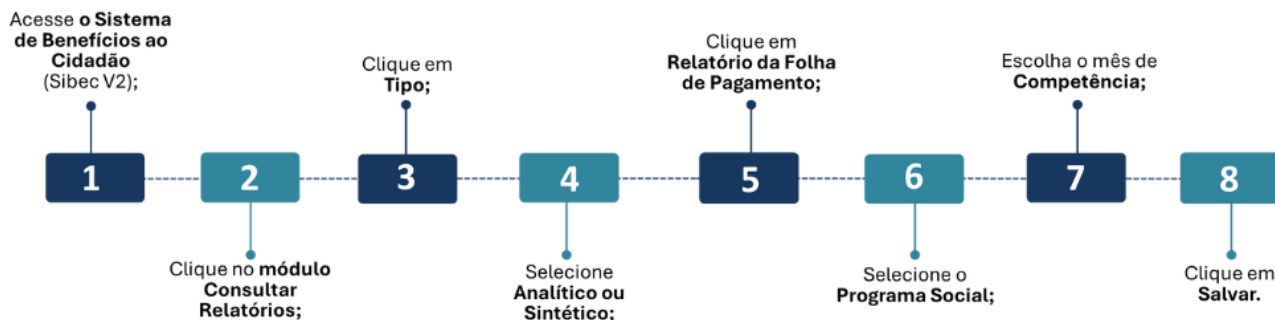 Acesse o Sistema
de Benefícios ao
Cidadão
(Sibec V2);
1
2
Clique no módulo
Consultar
Relatórios;
Clique em
Tipo;
3
4
Selecione
Analítico ou
Sintético;
Clique em
Relatório da Folha
de Pagamento;
5
6
Selecione o
Programa Social;
Escolha o mês de
Competência;
7
8
Clique em
Salvar.